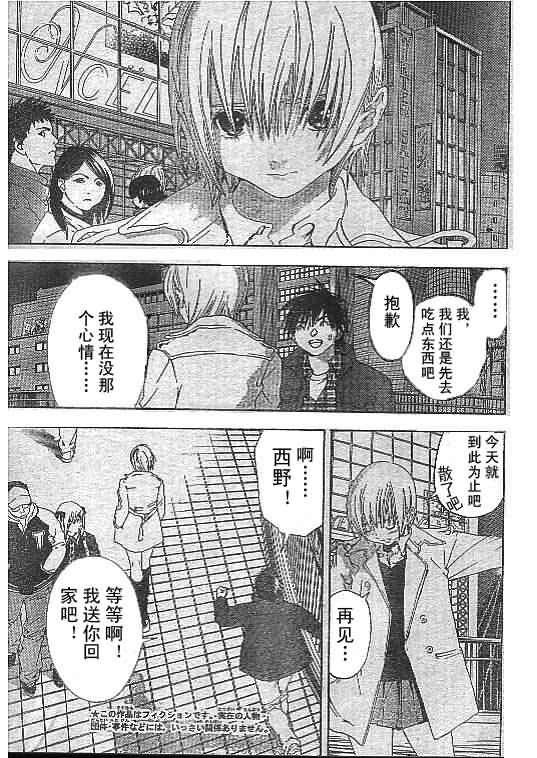 ……
我，
我们还是先去
吃点东西吧
抱歉
我现在没那
个心情……
今天就
到此为止吧
散了吧
再见…
啊……
西野！
等等啊！
我送你回
家吧！
★この作品はフィクションです。実在の人物・
団体・事件などには、いっさい関係ありません。